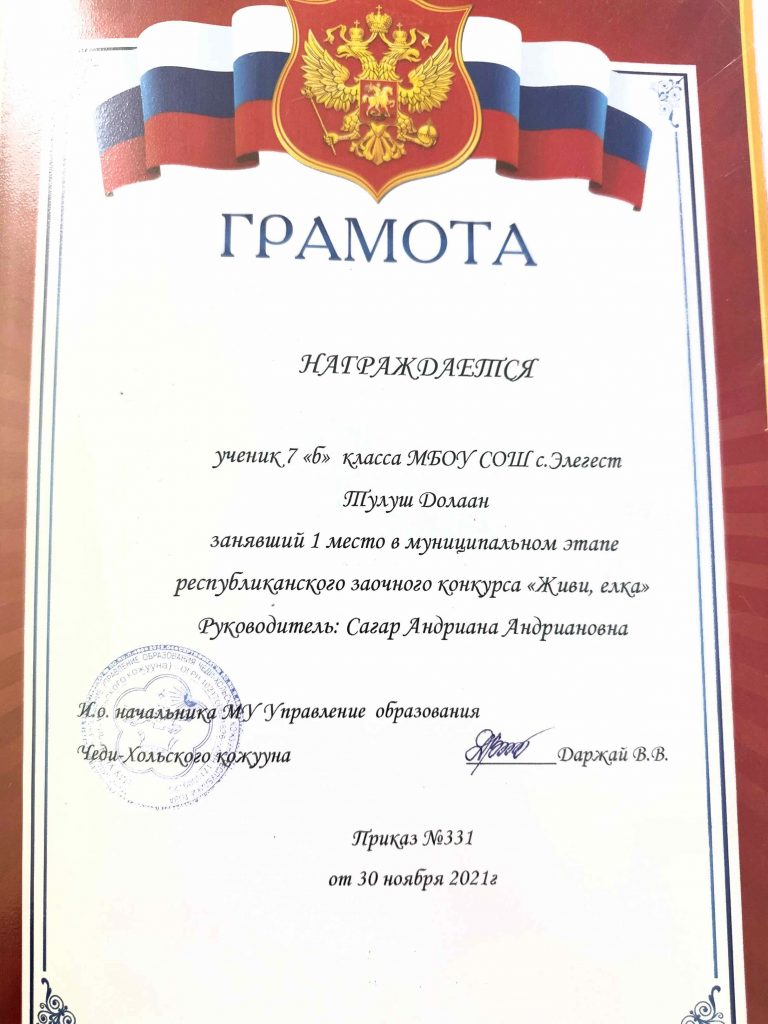 ГРАМОТА
НАГРАЖДАЕТСЯ
ученик 7 «б» класса МБОУ СОШ с.Элегест
Тулуш Долаан
занявший 1 место в муниципальном этапе
республиканского заочного конкурса «Живи, елка»
Руководитель: Сагар Андриана Андриановна
И.о. начальника МУ Управление образования
Чеди-Хольского кожууна Даржай В.В.
Приказ №331
от 30 ноября 2021г